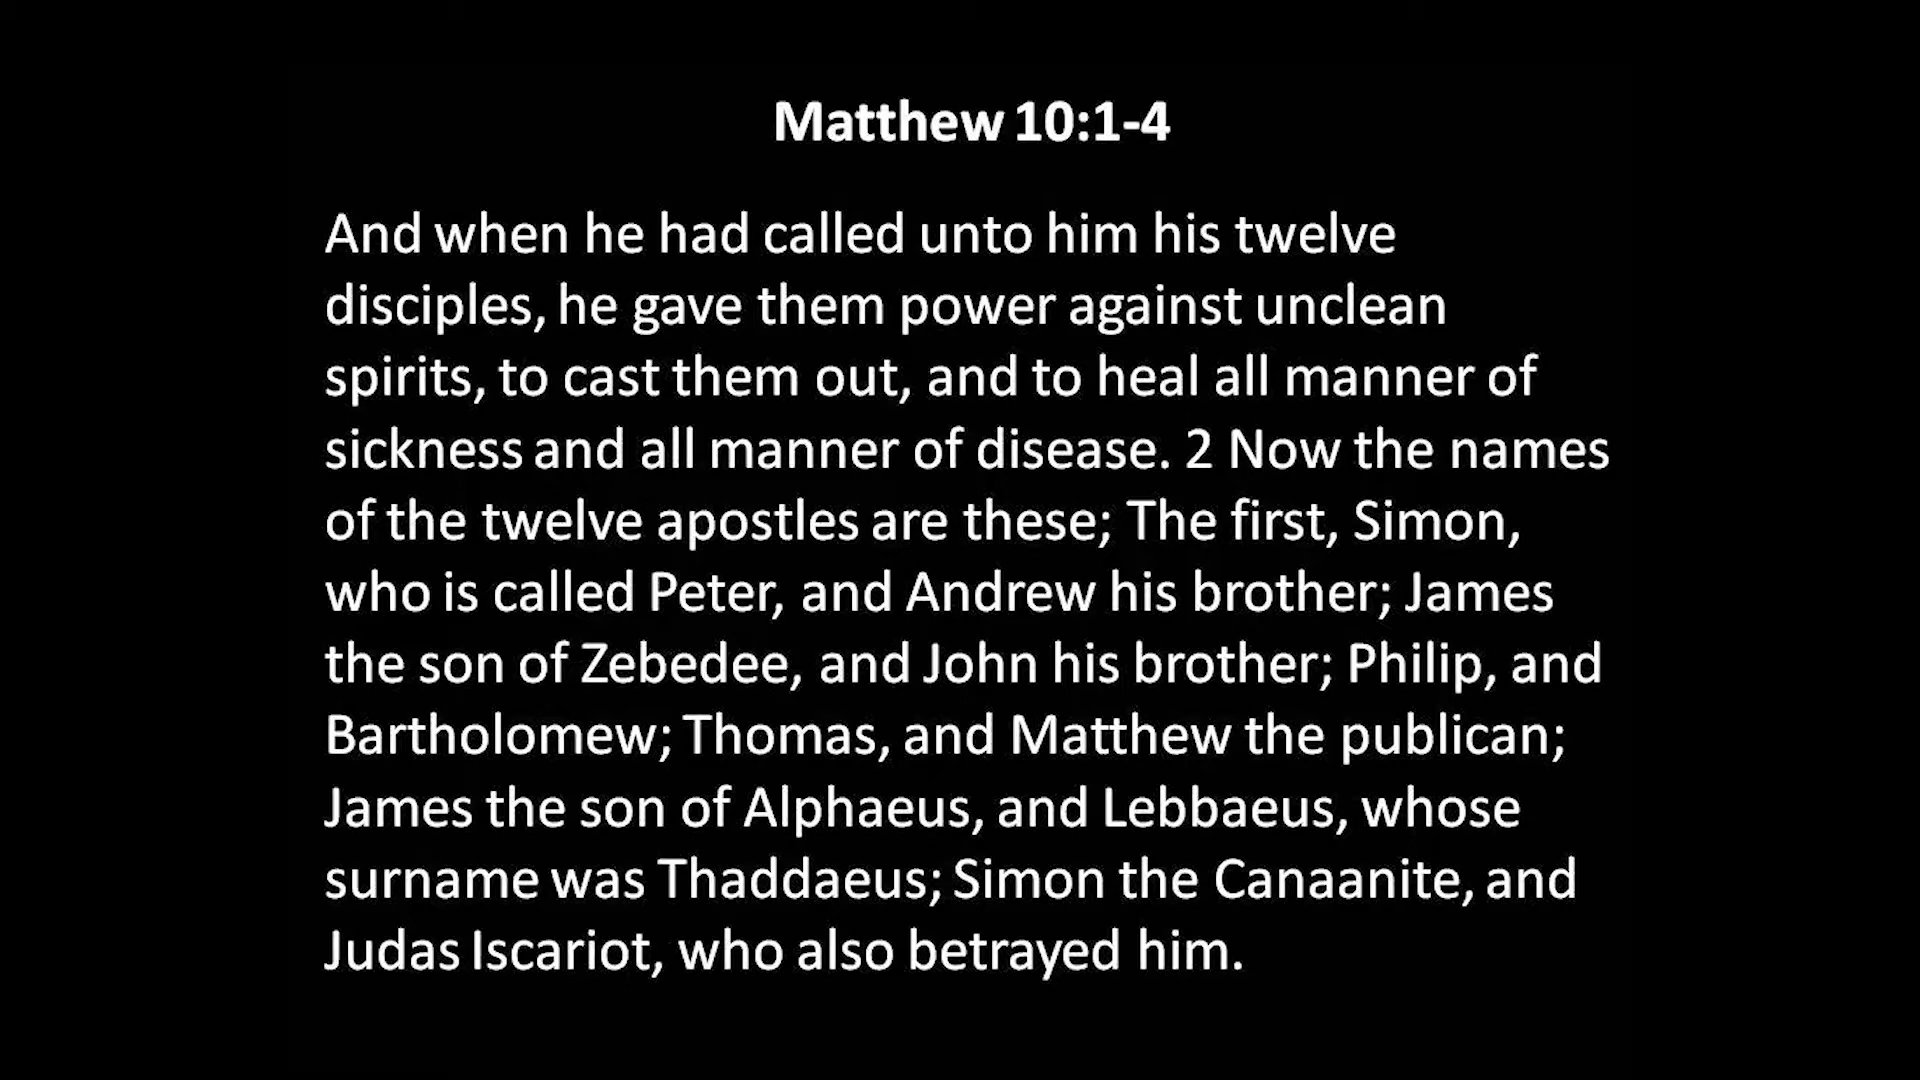 Matthew 10:1-4
And when he had called unto him his twelve
disciples, he gave them power against unclean
spirits, to cast them out, and to heal all manner of
sickness and all manner of disease. 2 Now the names
of the twelve apostles are these; The first, Simon,
who is called Peter, and Andrew his brother; James
the son of Zebedee, and John his brother; Philip, and
Bartholomew; Thomas, and Matthew the publican;
James the son of Alphaeus, and Lebbaeus, whose
surname was Thaddaeus; Simon the Canaanite, and
Judas Iscariot, who also betrayed him.